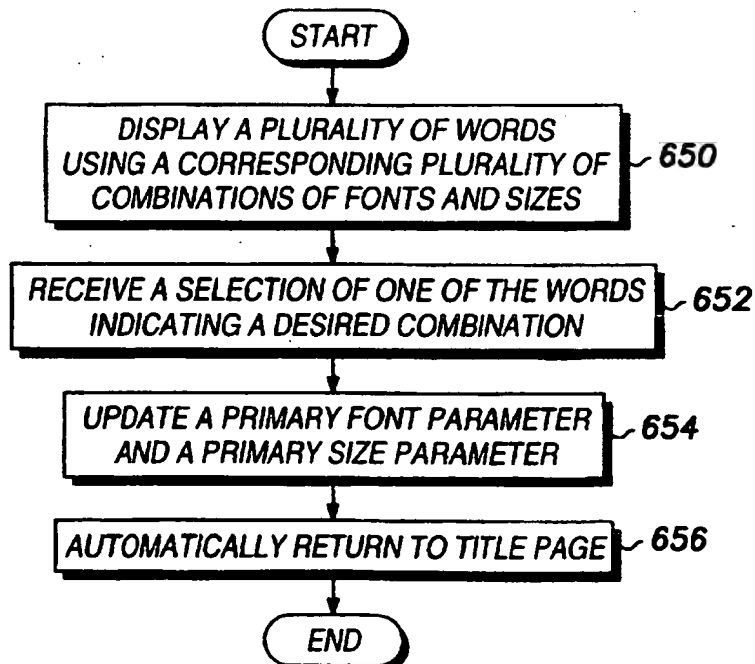 START
DISPLAY A PLURALITY OF WORDS
USING A CORRESPONDING PLURALITY OF
COMBINATIONS OF FONTS AND SIZES
650
RECEIVE A SELECTION OF ONE OF THE WORDS
INDICATING A DESIRED COMBINATION
652
UPDATE A PRIMARY FONT PARAMETER
AND A PRIMARY SIZE PARAMETER
654
AUTOMATICALLY RETURN TO TITLE PAGE
656
END